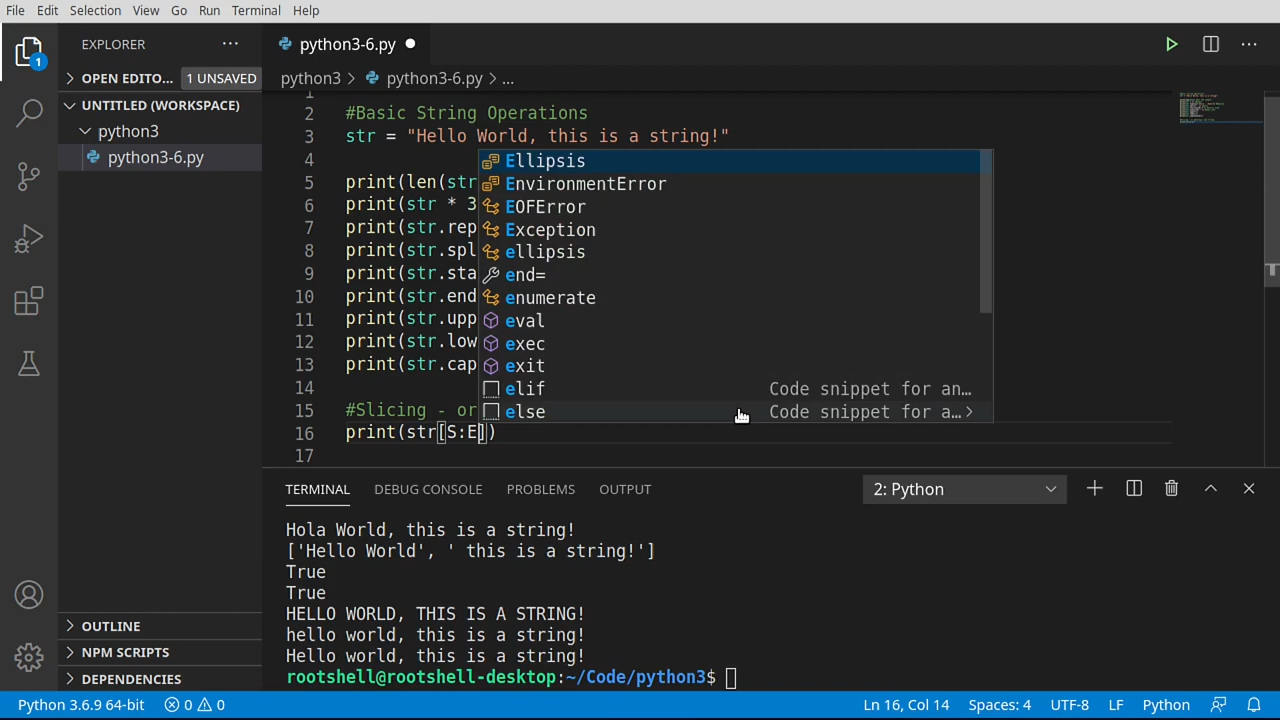 File Edit Selection View Go Run Terminal Help
EXPLORER ...
python3-6.py
1
OPEN EDITO... 1 UNSAVED
UNTITLED (WORKSPACE)
python3
python3-6.py
OUTLINE
NPM SCRIPTS
DEPENDENCIES
python3 > python3-6.py > ...
1
2 #Basic String Operations
3 str = "Hello World, this is a string!"
4
5 print(len(str
6 print(str * 3
7 print(str.rep
8 print(str.spl
9 print(str.sta
10 print(str.end
11 print(str.upp
12 print(str.low
13 print(str.cap
14
15 #Slicing - or
16 print(str[S:E])
17
Ellipsis
EnvironmentError
EOFError
Exception
ellipsis
end=
enumerate
eval
exec
exit
elif Code snippet for an...
else Code snippet for a... >
TERMINAL DEBUG CONSOLE PROBLEMS OUTPUT 2: Python
Hola World, this is a string!
['Hello World', ' this is a string!']
True
True
HELLO WORLD, THIS IS A STRING!
hello world, this is a string!
Hello world, this is a string!
rootshell@rootshell-desktop:~/Code/python3$
Python 3.6.9 64-bit 0 0 Ln 16, Col 14 Spaces: 4 UTF-8 LF Python